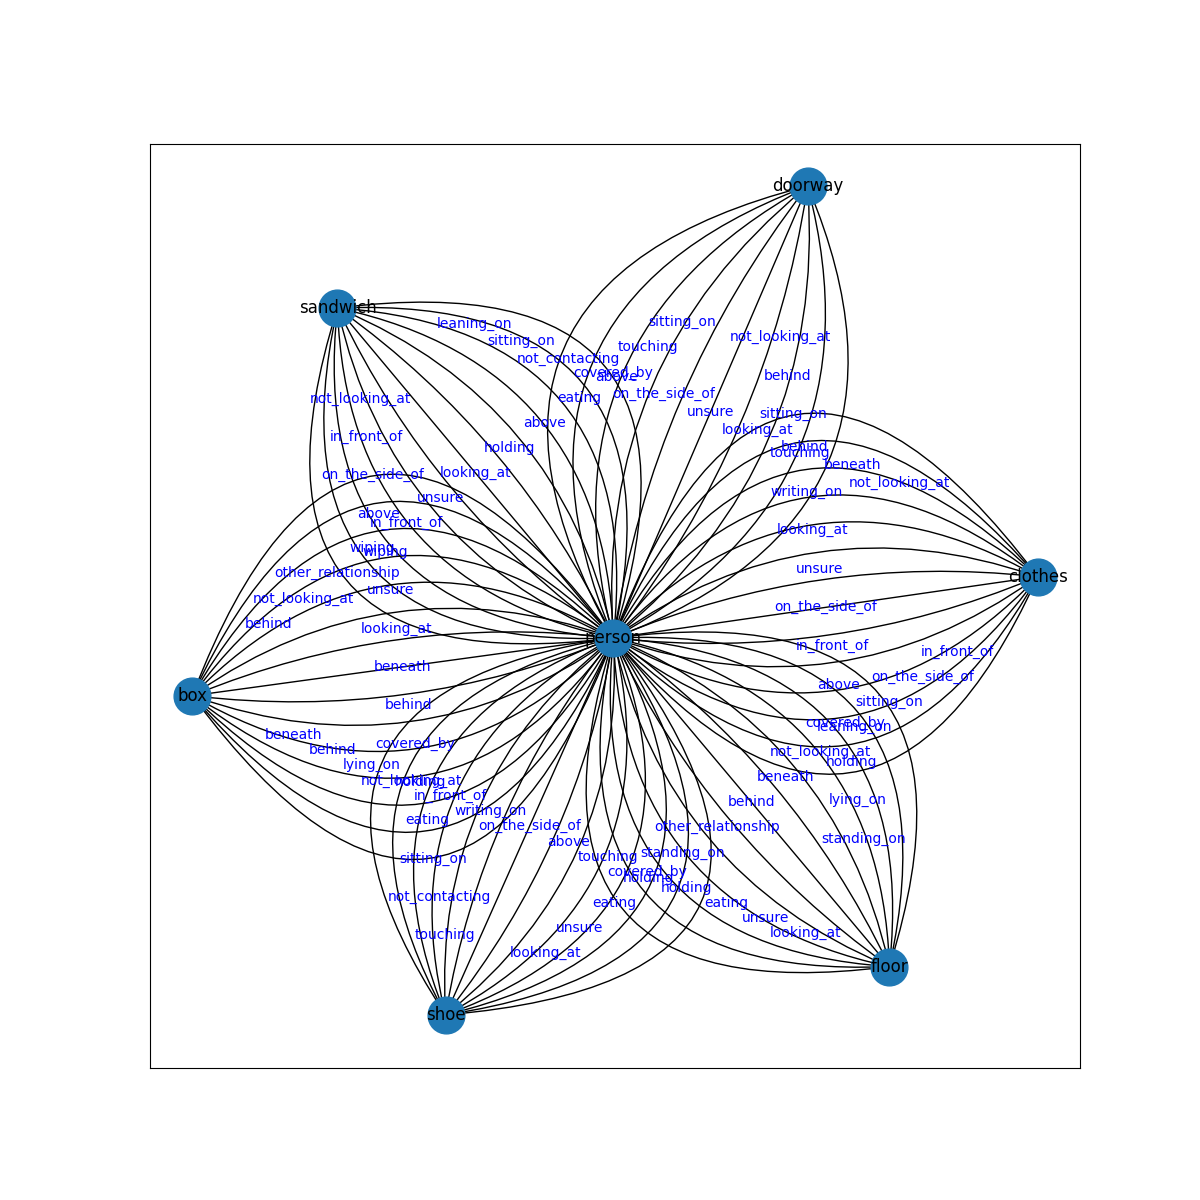 doorway
sandwich
leaning_on
sitting_on
sitting_on
not_looking_at
touching
not_contacting
covered_by
above
behind
eating
on_the_side_of
not_looking_at
unsure
sitting_on
above
looking_at
in_front_of
holding
behind
touching
beneath
on_the_side_of
looking_at
not_looking_at
unsure
writing_on
above
in_front_of
looking_at
wiping
wiping
other_relationship
unsure
unsure
clothes
not_looking_at
on_the_side_of
behind
looking_at
person
in_front_of
in_front_of
beneath
on_the_side_of
above
box
behind
sitting_on
covered_by
leaning_on
beneath
covered_by
behind
not_looking_at
lying_on
holding
not_looking_at
holding
beneath
in_front_of
behind
lying_on
writing_on
eating
on_the_side_of
other_relationship
standing_on
above
sitting_on
touching
standing_on
covered_by
holding
holding
not_contacting
eating
eating
unsure
touching
unsure
looking_at
looking_at
floor
shoe